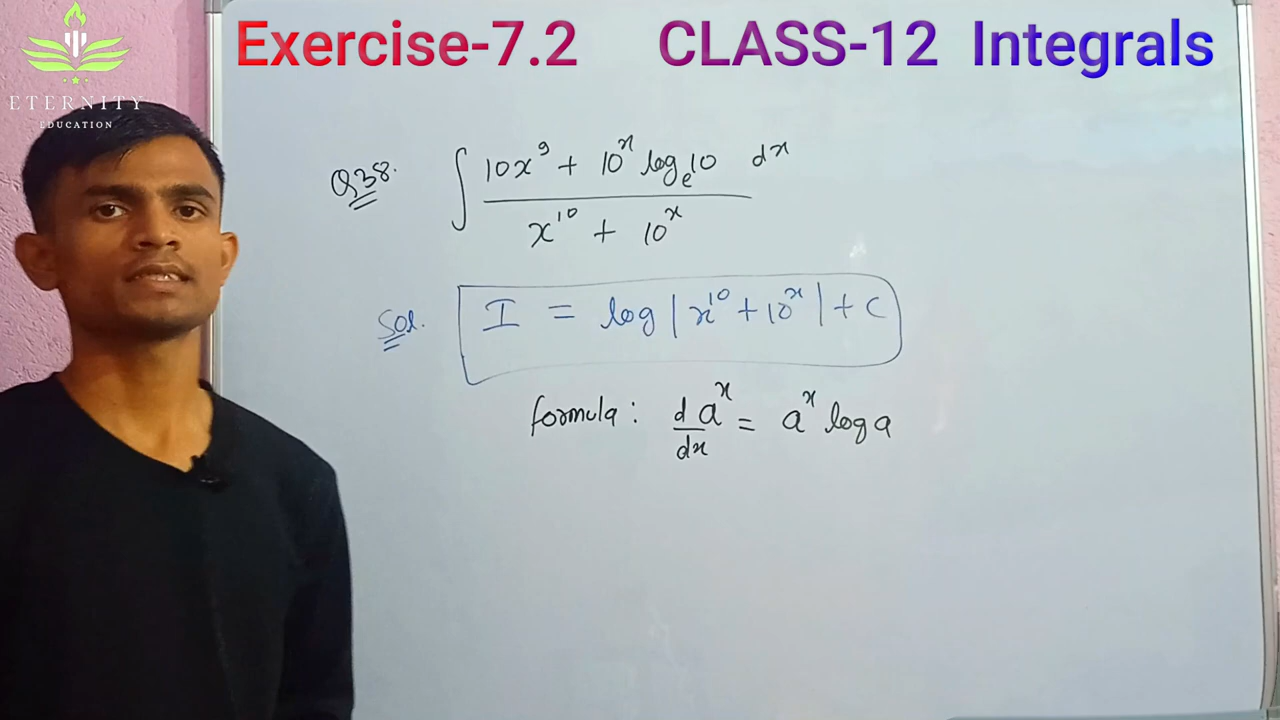 Exercise-7.2 CLASS-12 Integrals
ETERNITY
EDUCATION
Q38. ∫ (10x⁹ + 10ˣ logₑ10) / (x¹⁰ + 10ˣ) dx
Sol. I = log |x¹⁰ + 10ˣ| + c
formula: d/dx aˣ = aˣ log a